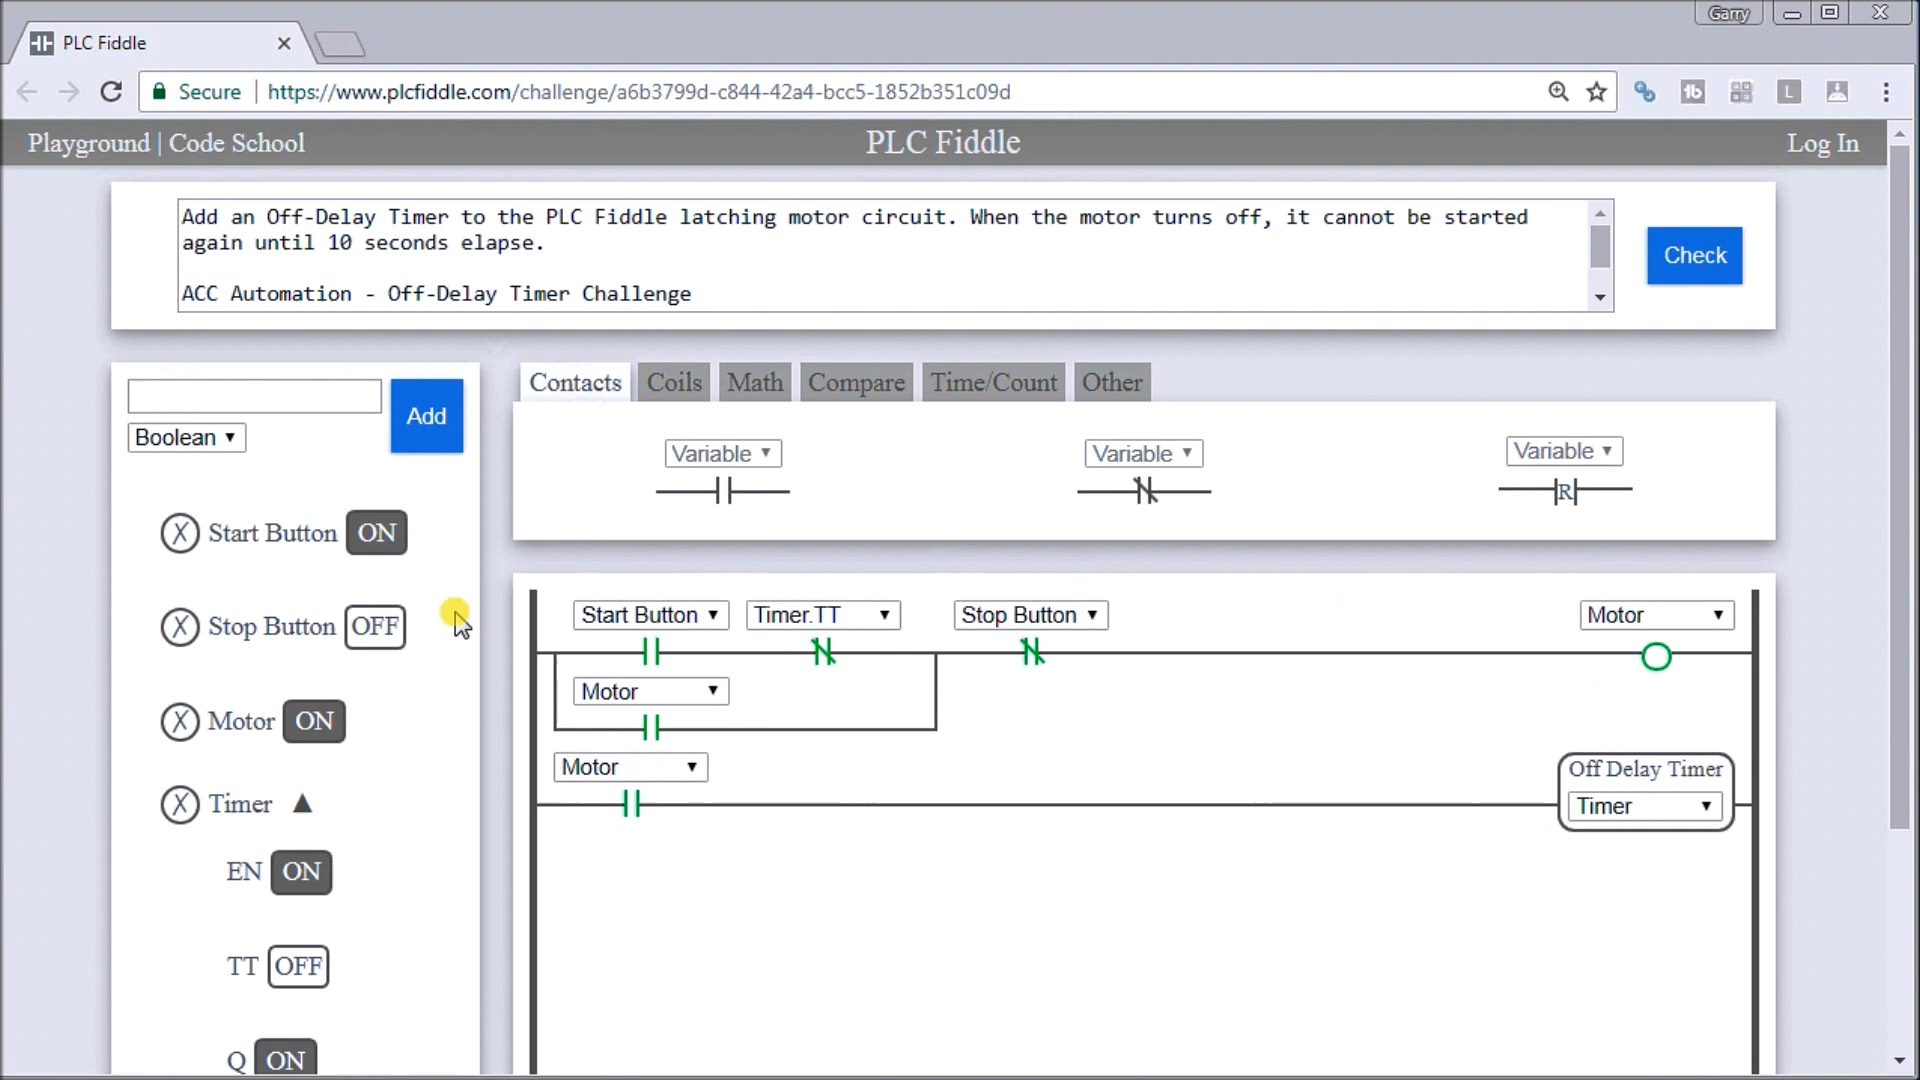 Garry
PLC Fiddle
Secure https://www.plcfiddle.com/challenge/a6b3799d-c844-42a4-bcc5-1852b351c09d
Playground | Code School PLC Fiddle Log In
Add an Off-Delay Timer to the PLC Fiddle latching motor circuit. When the motor turns off, it cannot be started
again until 10 seconds elapse.
ACC Automation - Off-Delay Timer Challenge
Check
Add
Boolean
Start Button ON
Stop Button OFF
Motor ON
Timer
EN ON
TT OFF
Q ON
Contacts Coils Math Compare Time/Count Other
Variable Variable Variable
R
Start Button Timer.TT Stop Button Motor
Motor
Motor
Off Delay Timer
Timer